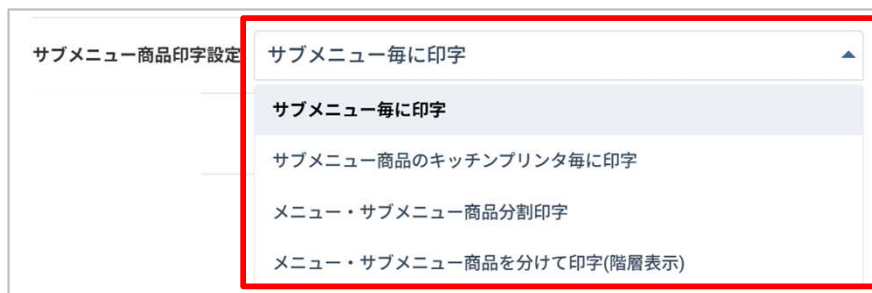 サブメニュー商品印字設定 サブメニュー毎に印字
サブメニュー毎に印字
サブメニュー商品のキッチンプリンタ毎に印字
メニュー・サブメニュー商品分割印字
メニュー・サブメニュー商品を分けて印字(階層表示)